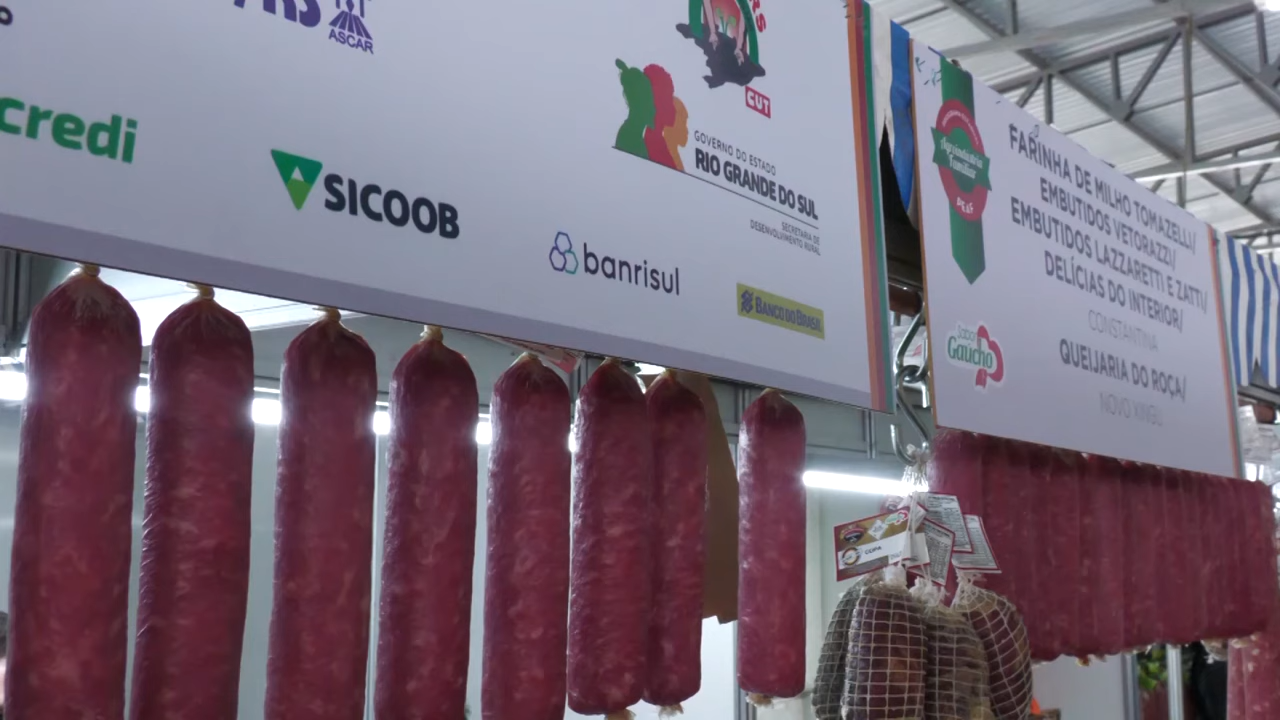 ASCAR
CUT
credi
SICOOB
GOVERNO DO ESTADO
RIO GRANDE DO SUL
SECRETARIA DE
DESENVOLVIMENTO RURAL
banrisul
BANCO DO BRASIL
Agroindústria
Familiar
PEAF
Sabor
Gaúcho
FARINHA DE MILHO TOMAZELLI/
EMBUTIDOS VETORAZZI/
EMBUTIDOS LAZZARETTI E ZATTI/
DELÍCIAS DO INTERIOR/
CONSTANTINA
QUEIJARIA DO ROÇA/
NOVO XINGU
COPA